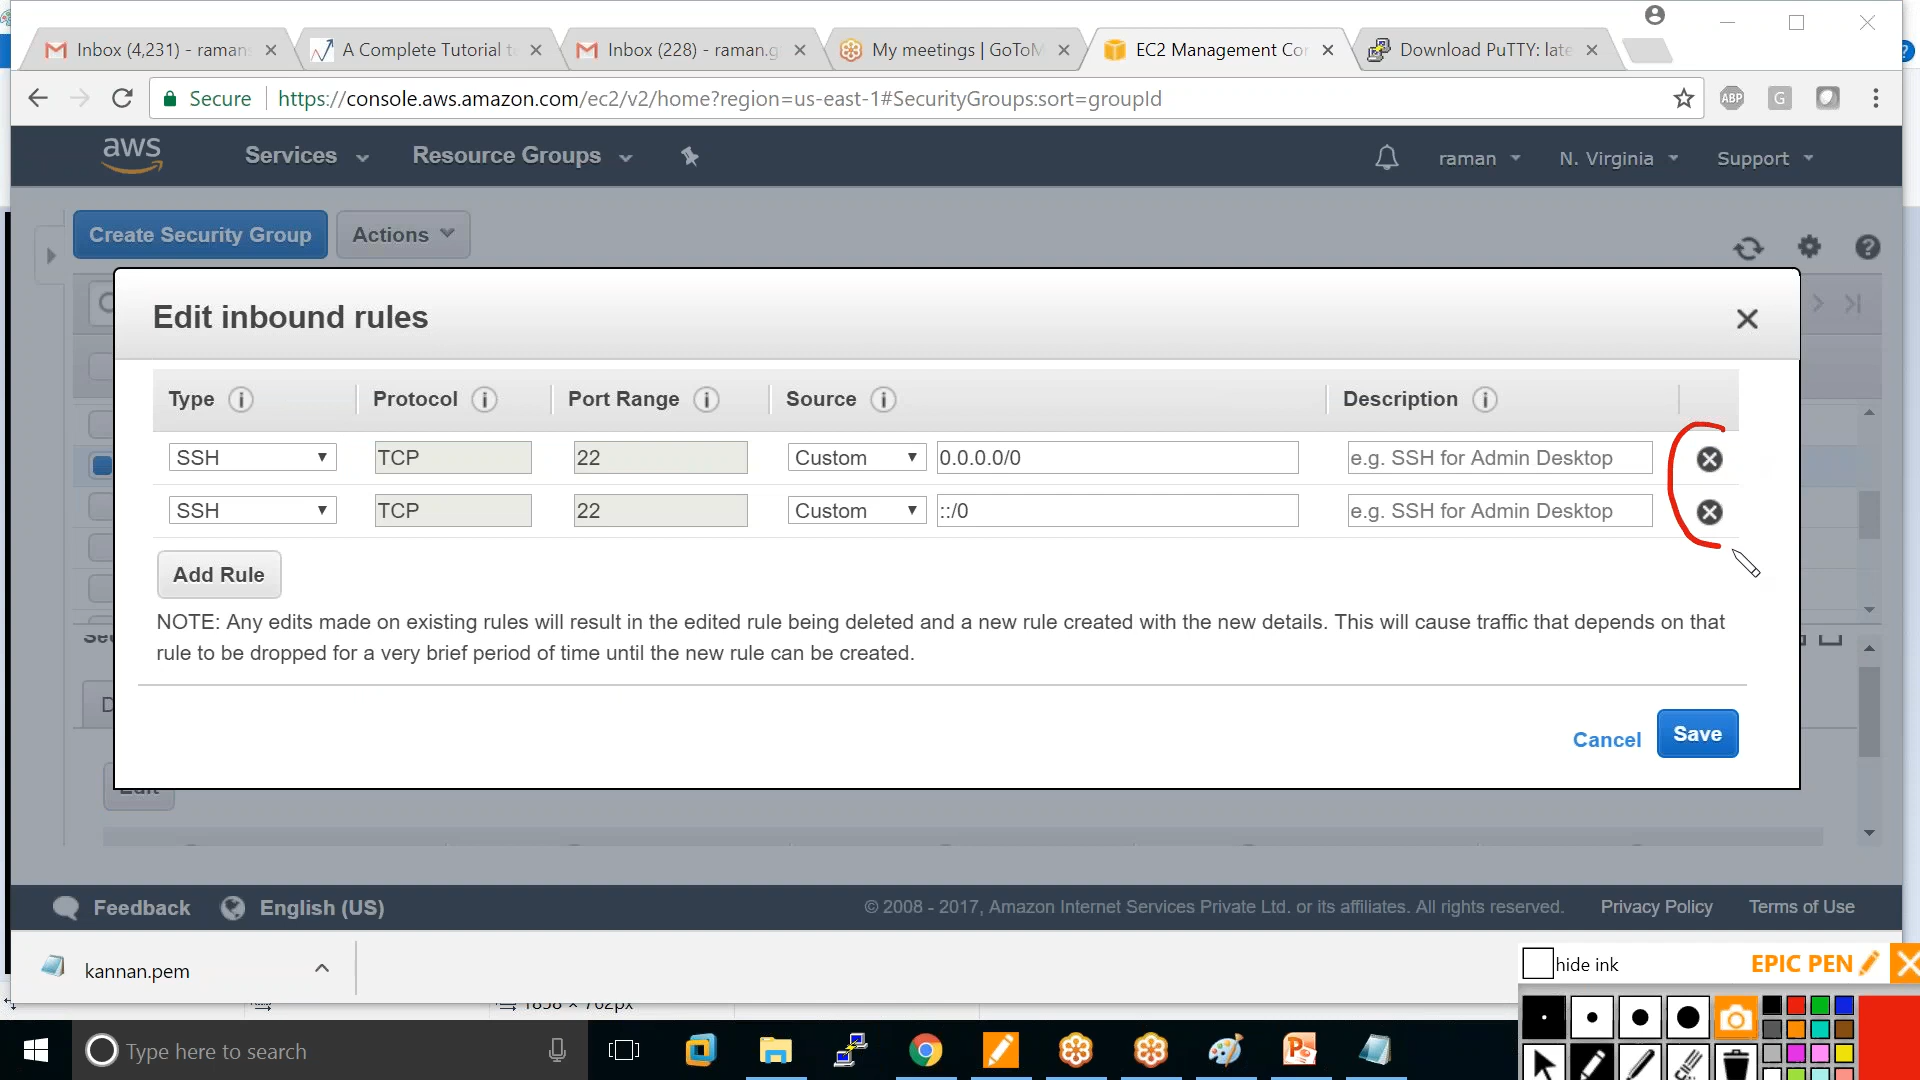 Inbox (4,231) - raman
A Complete Tutorial t
Inbox (228) - raman.g
My meetings | GoToM
EC2 Management Co
Download PuTTY: late
Secure
https://console.aws.amazon.com/ec2/v2/home?region=us-east-1#SecurityGroups:sort=groupId
ABP
G
aws
Services
Resource Groups
raman
N. Virginia
Support
Create Security Group
Actions
Edit inbound rules
Type
Protocol
Port Range
Source
Description
SSH TCP 22 Custom 0.0.0.0/0 e.g. SSH for Admin Desktop
SSH TCP 22 Custom ::/0 e.g. SSH for Admin Desktop
Add Rule
NOTE: Any edits made on existing rules will result in the edited rule being deleted and a new rule created with the new details. This will cause traffic that depends on that
rule to be dropped for a very brief period of time until the new rule can be created.
Cancel
Save
Edit
Feedback
English (US)
© 2008 - 2017, Amazon Internet Services Private Ltd. or its affiliates. All rights reserved.
Privacy Policy
Terms of Use
kannan.pem
hide ink
EPIC PEN
Type here to search